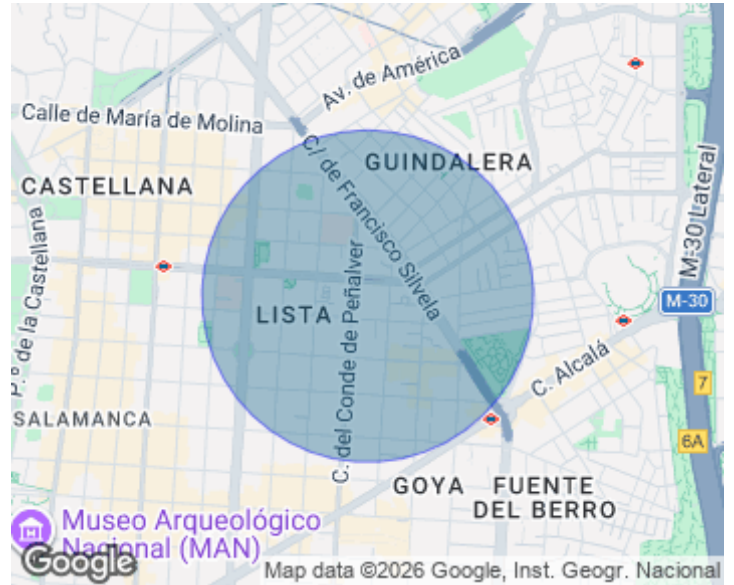 Av. de América
Calle de María de Molina
C/ de Francisco Silvela
GUINDALERA
CASTELLANA
M-30 Lateral
P.º de la Castellana
C. del Conde de Peñalver
LISTA
M-30
C. Alcalá
7
SALAMANCA
6A
GOYA
FUENTE
DEL BERRO
Museo Arqueológico
Nacional (MAN)
Google
Map data ©2026 Google, Inst. Geogr. Nacional